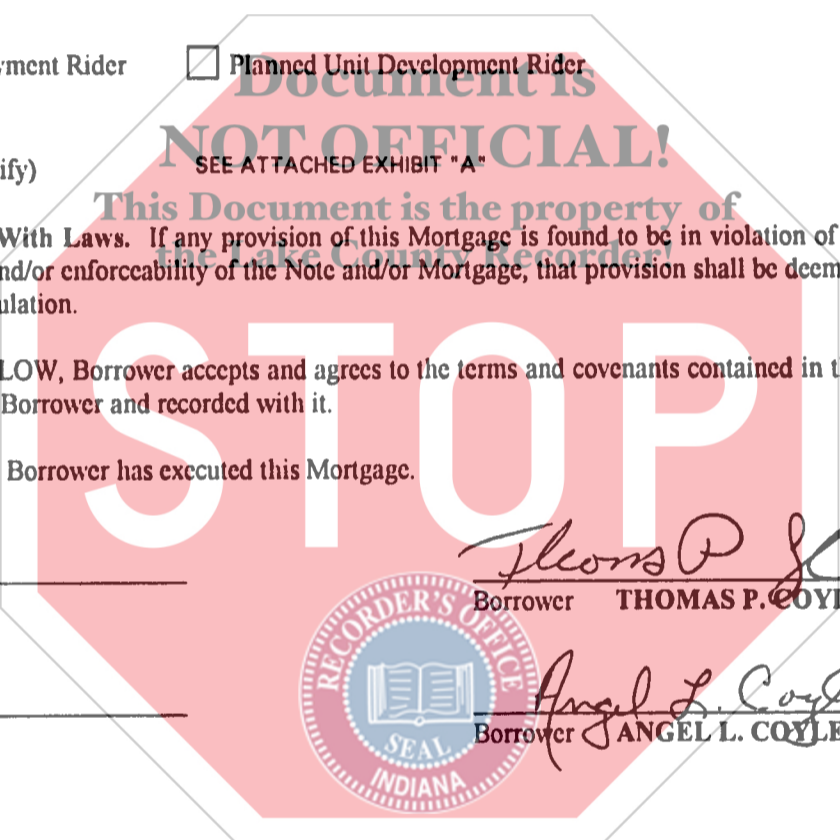 yment Rider ☐ Planned Unit Development Rider
Document is
NOT OFFICIAL!
ify) SEE ATTACHED EXHIBIT "A"
This Document is the property of
With Laws. If any provision of this Mortgage is found to be in violation of
the Lake County Recorder!
nd/or enforceability of the Note and/or Mortgage, that provision shall be deem
ulation.
LOW, Borrower accepts and agrees to the terms and covenants contained in t
Borrower and recorded with it.
STOP
Borrower has executed this Mortgage.
Thomas P
Borrower THOMAS P. COYL
RECORDER'S OFFICE
Angel L. Coyle
Borrower ANGEL L. COYLE
SEAL
INDIANA